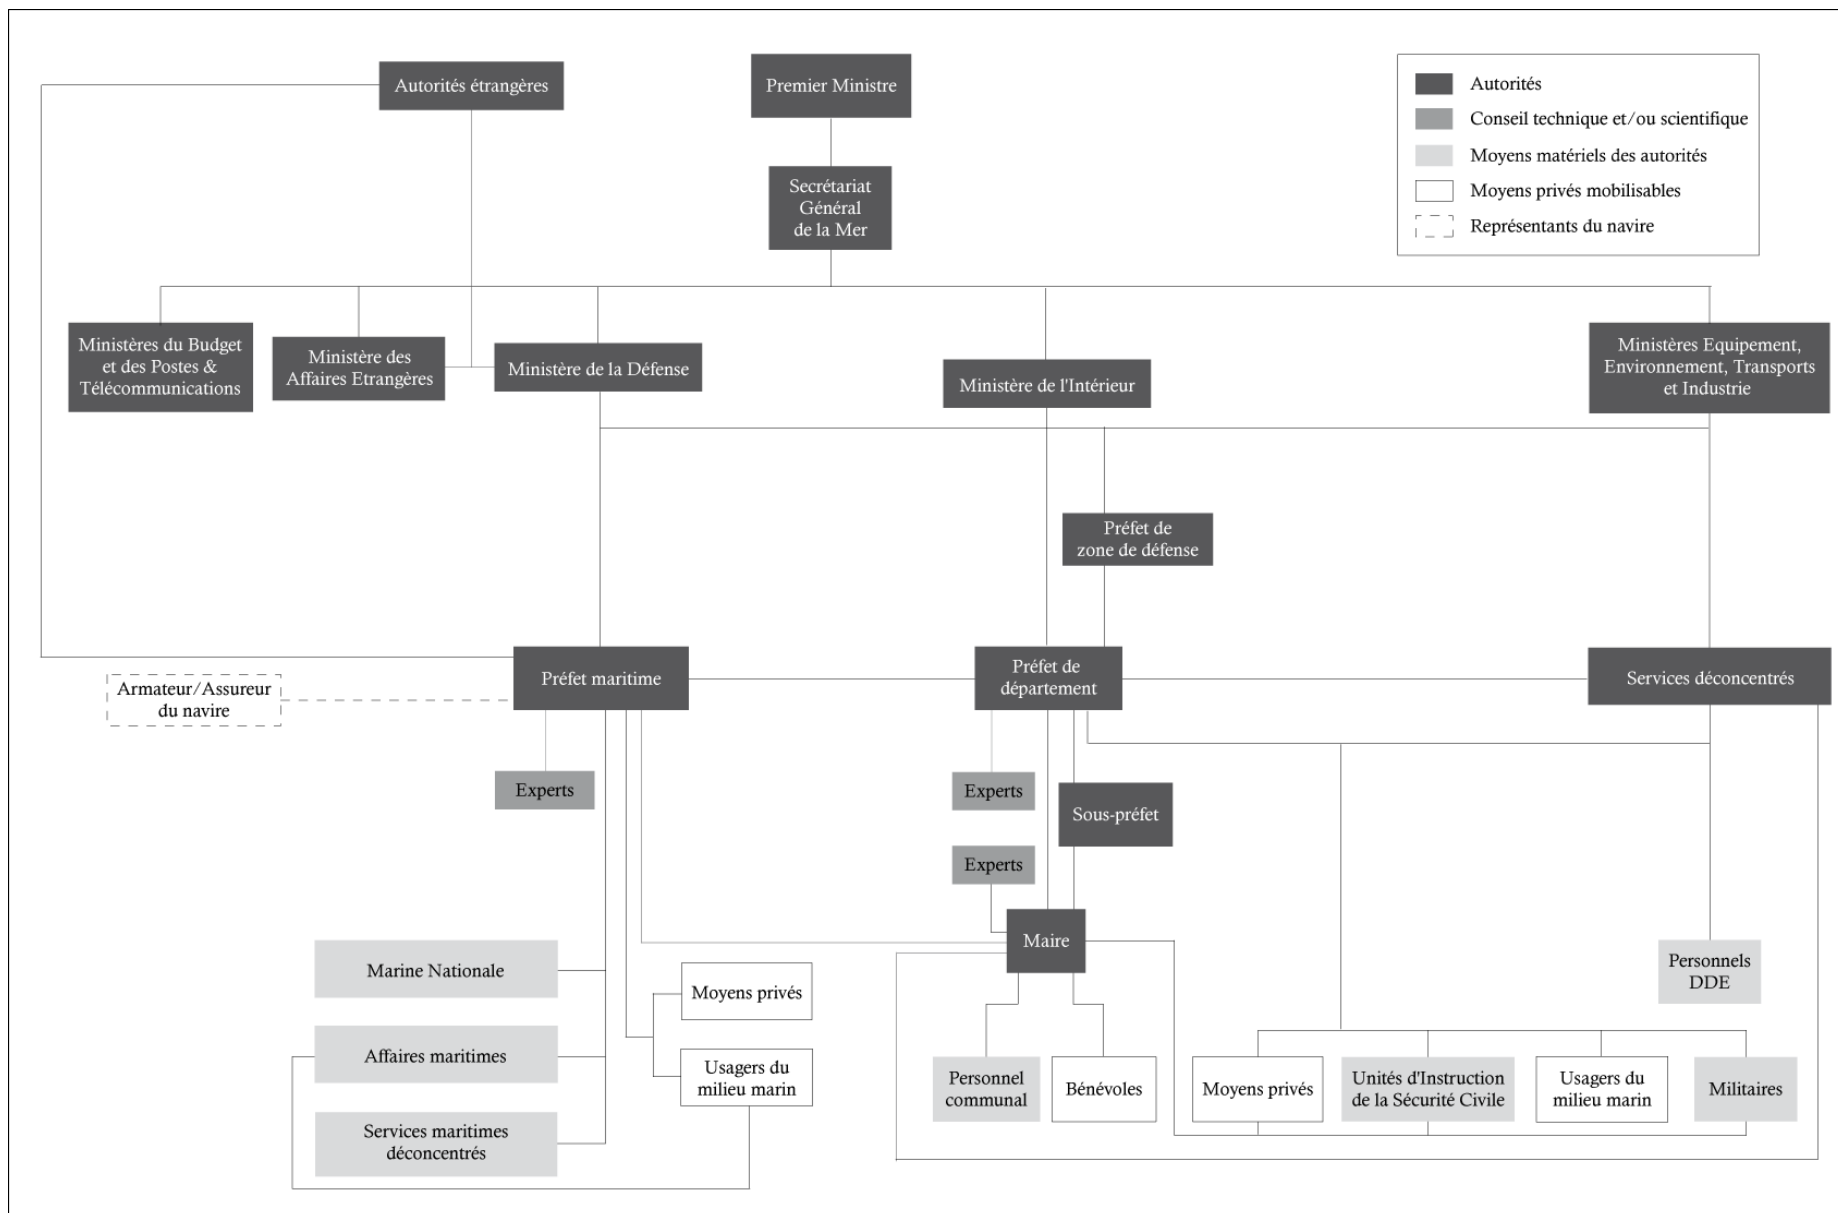 Autorités étrangères
Premier Ministre
Autorités
Conseil technique et/ou scientifique
Moyens matériels des autorités
Moyens privés mobilisables
Représentants du navire
Secrétariat
Général
de la Mer
Ministères du Budget
et des Postes &
Télécommunications
Ministère des
Affaires Etrangères
Ministère de la Défense
Ministère de l'Intérieur
Ministères Equipement,
Environnement, Transports
et Industrie
Préfet de
zone de défense
Armateur/Assureur
du navire
Préfet maritime
Préfet de
département
Services déconcentrés
Experts
Experts
Sous-préfet
Experts
Maire
Marine Nationale
Affaires maritimes
Services maritimes
déconcentrés
Moyens privés
Usagers du
milieu marin
Personnels
DDE
Personnel
communal
Bénévoles
Moyens privés
Unités d'Instruction
de la Sécurité Civile
Usagers du
milieu marin
Militaires